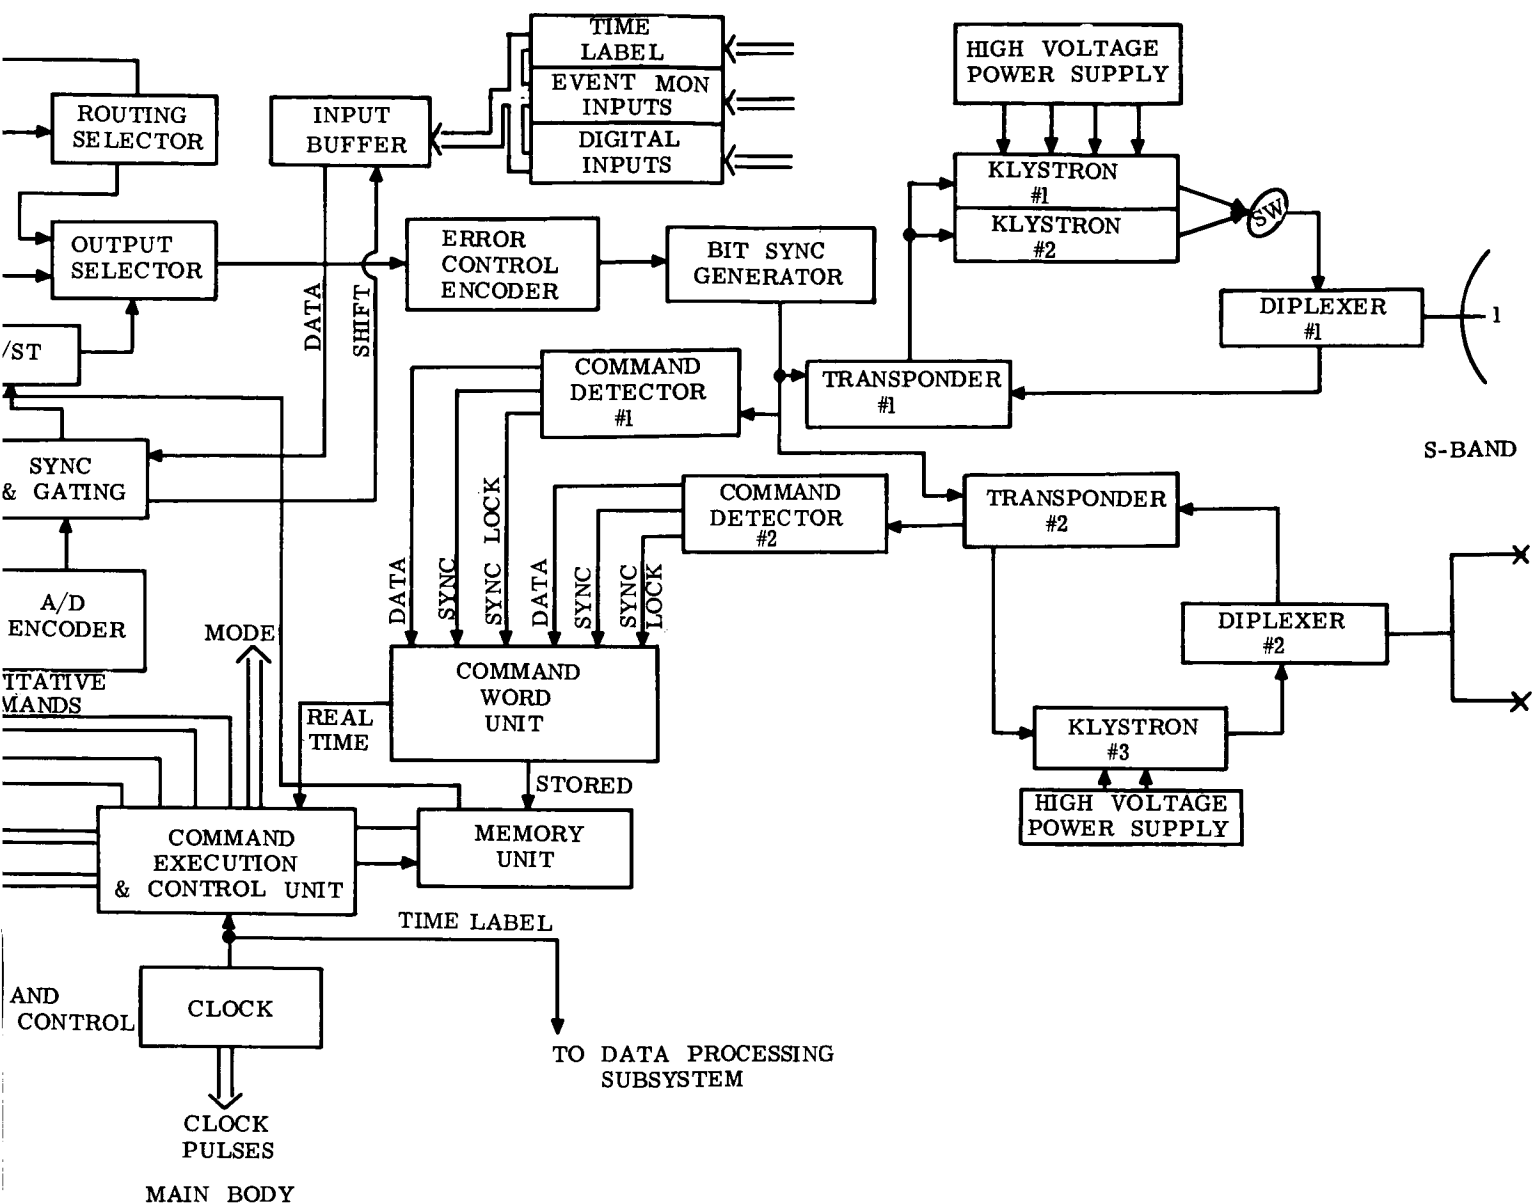 TIME
LABEL
EVENT MON
INPUTS
DIGITAL
INPUTS
HIGH VOLTAGE
POWER SUPPLY
ROUTING
SELECTOR
INPUT
BUFFER
KLYSTRON
#1
KLYSTRON
#2
SW
OUTPUT
SELECTOR
ERROR
CONTROL
ENCODER
BIT SYNC
GENERATOR
DIPLEXER
#1
1
DATA
SHIFT
/ST
COMMAND
DETECTOR
#1
TRANSPONDER
#1
S-BAND
SYNC
& GATING
COMMAND
DETECTOR
#2
TRANSPONDER
#2
DATA
SYNC
SYNC LOCK
DATA
SYNC
SYNC
LOCK
A/D
ENCODER
MODE
DIPLEXER
#2
ITATIVE
MANDS
COMMAND
WORD
UNIT
REAL
TIME
KLYSTRON
#3
STORED
HIGH VOLTAGE
POWER SUPPLY
COMMAND
EXECUTION
& CONTROL UNIT
MEMORY
UNIT
TIME LABEL
AND
CONTROL
CLOCK
TO DATA PROCESSING
SUBSYSTEM
CLOCK
PULSES
MAIN BODY